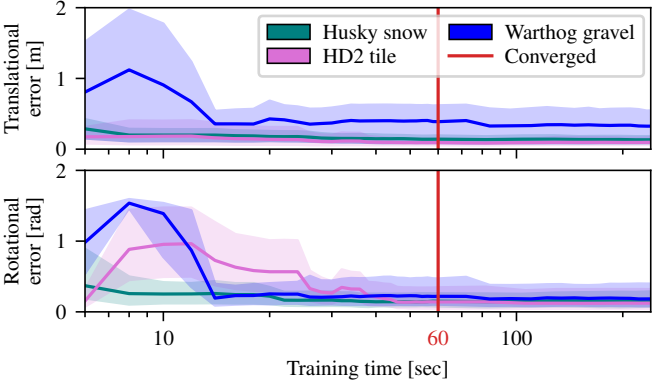 2
1
0
Translational
error [m]
Husky snow
HD2 tile
Warthog gravel
Converged
2
1
0
Rotational
error [rad]
10
60
100
Training time [sec]